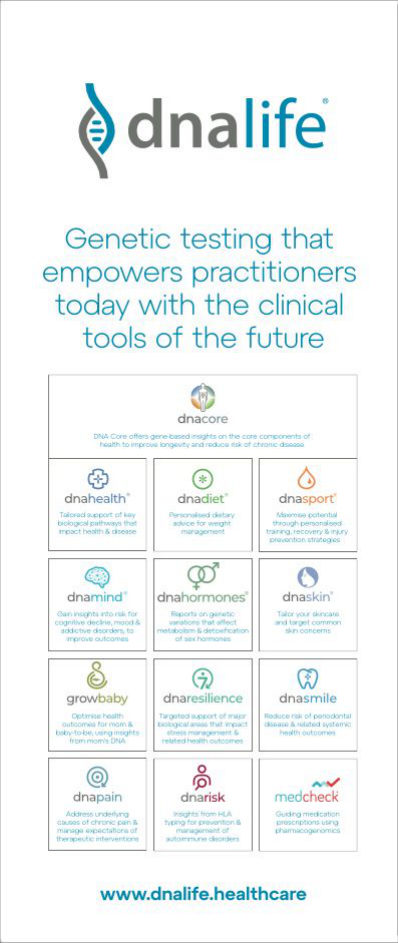 dnalife®
Genetic testing that
empowers practitioners
today with the clinical
tools of the future
dnacore
DNA Core offers gene-based insights on the core components of
health to improve longevity and reduce risk of chronic disease
dnahealth®
Tailored support of key
biological pathways that
impact health & disease
dnadiet®
Personalised dietary
advice for weight
management
dnasport®
Maximise potential
through personalised
training, recovery & injury
prevention strategies
dnamind®
Gain insights into risk for
cognitive decline, mood &
addictive disorders, to
improve outcomes
dnahormones®
Reports on genetic
variations that affect
metabolism & detoxification
of sex hormones
dnaskin®
Tailor your skincare
and target common
skin concerns
growbaby
Optimise health
outcomes for mom &
baby-to-be, using insights
from mom's DNA
dnaresilience
Targeted support of major
biological areas that impact
stress management &
related health outcomes
dnasmile
Reduce risk of periodontal
disease & related systemic
health outcomes
dnapain
Address underlying
causes of chronic pain &
manage expectations of
therapeutic interventions
dnarisk
Insights from HLA
typing for prevention &
management of
autoimmune disorders
medcheck
Guiding medication
prescriptions using
pharmacogenomics
www.dnalife.healthcare